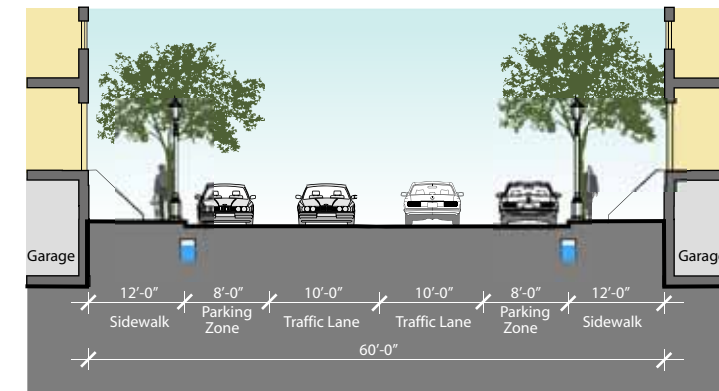 Garage
Garag
12’-0”
8’-0”
10’-0”
10’-0”
8’-0”
12’-0”
Sidewalk
Parking
Zone
Traffic Lane
Traffic Lane
Parking
Zone
Sidewalk
60’-0”